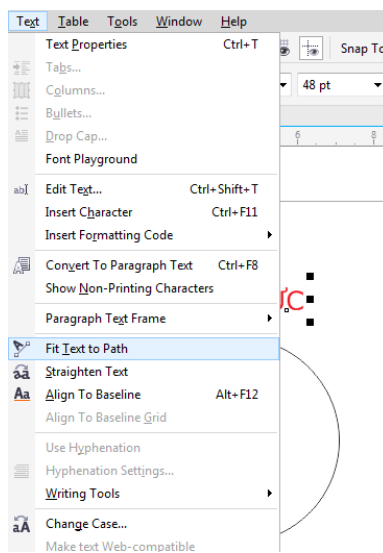 Text Table Tools Window Help
Text Properties Ctrl+T
Snap To
Tabs...
Columns...
48 pt
Bullets...
Drop Cap...
6 8
Font Playground
Edit Text... Ctrl+Shift+T
Insert Character Ctrl+F11
Insert Formatting Code
Convert To Paragraph Text Ctrl+F8
Show Non-Printing Characters
Paragraph Text Frame
Fit Text to Path
Straighten Text
Align To Baseline Alt+F12
Align To Baseline Grid
Use Hyphenation
Hyphenation Settings...
Writing Tools
Change Case...
Make text Web-compatible